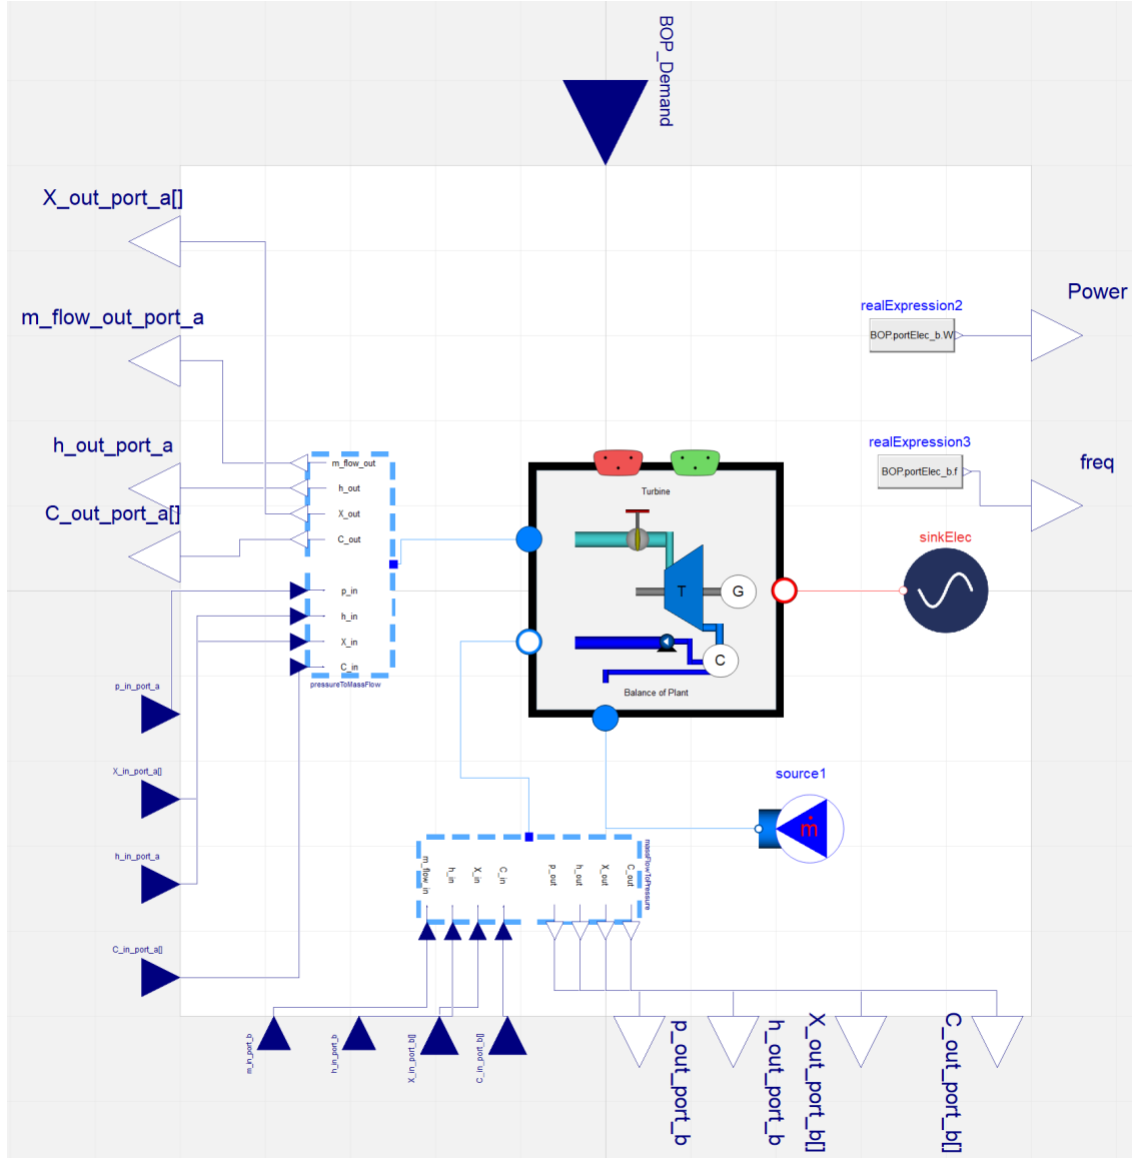 BOP_Demand
X_out_port_a[]
m_flow_out_port_a
h_out_port_a
C_out_port_a[]
p_in_port_a
X_in_port_a[]
h_in_port_a
C_in_port_a[]
m_flow_out
h_out
X_out
C_out
p_in
h_in
X_in
C_in
pressureToMassFlow
Turbine
T
G
C
Balance of Plant
realExpression2
BOP.portElec_b.W
Power
realExpression3
BOP.portElec_b.f
freq
sinkElec
source1
ṁ
m_flow_in
h_in
X_in
C_in
p_out
h_out
X_out
C_out
massFlowToPressure
m_in_port_b
h_in_port_b
X_in_port_b[]
C_in_port_b[]
p_out_port_b
h_out_port_b
X_out_port_b[]
C_out_port_b[]